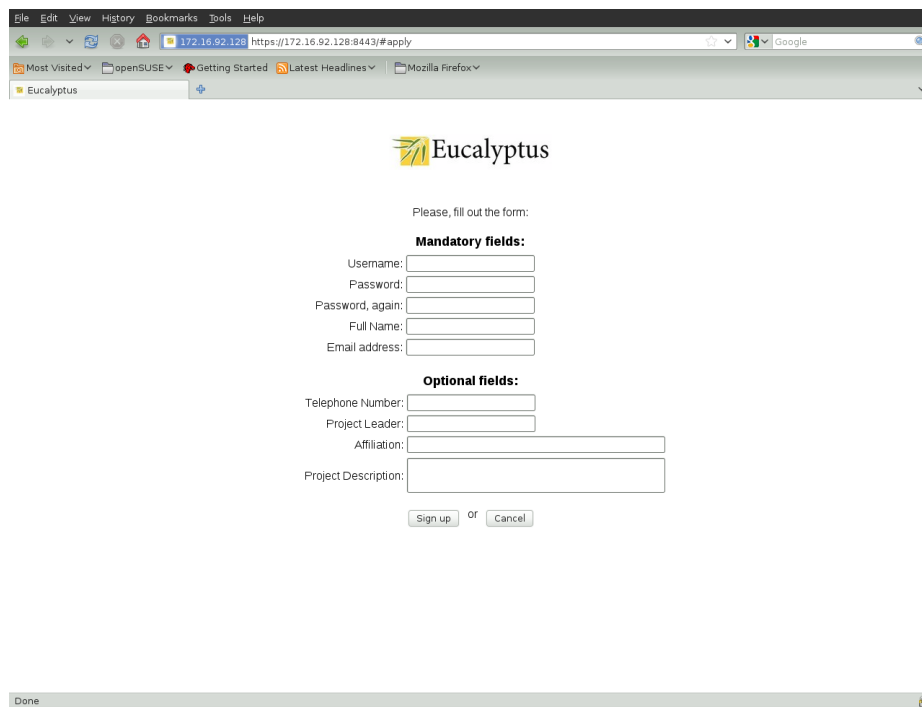 File Edit View History Bookmarks Tools Help
172.16.92.128 https://172.16.92.128:8443/#apply Google
Most Visited openSUSE Getting Started Latest Headlines Mozilla Firefox
Eucalyptus
Eucalyptus
Please, fill out the form:
Mandatory fields:
Username:
Password:
Password, again:
Full Name:
Email address:
Optional fields:
Telephone Number:
Project Leader:
Affiliation:
Project Description:
Sign up or Cancel
Done